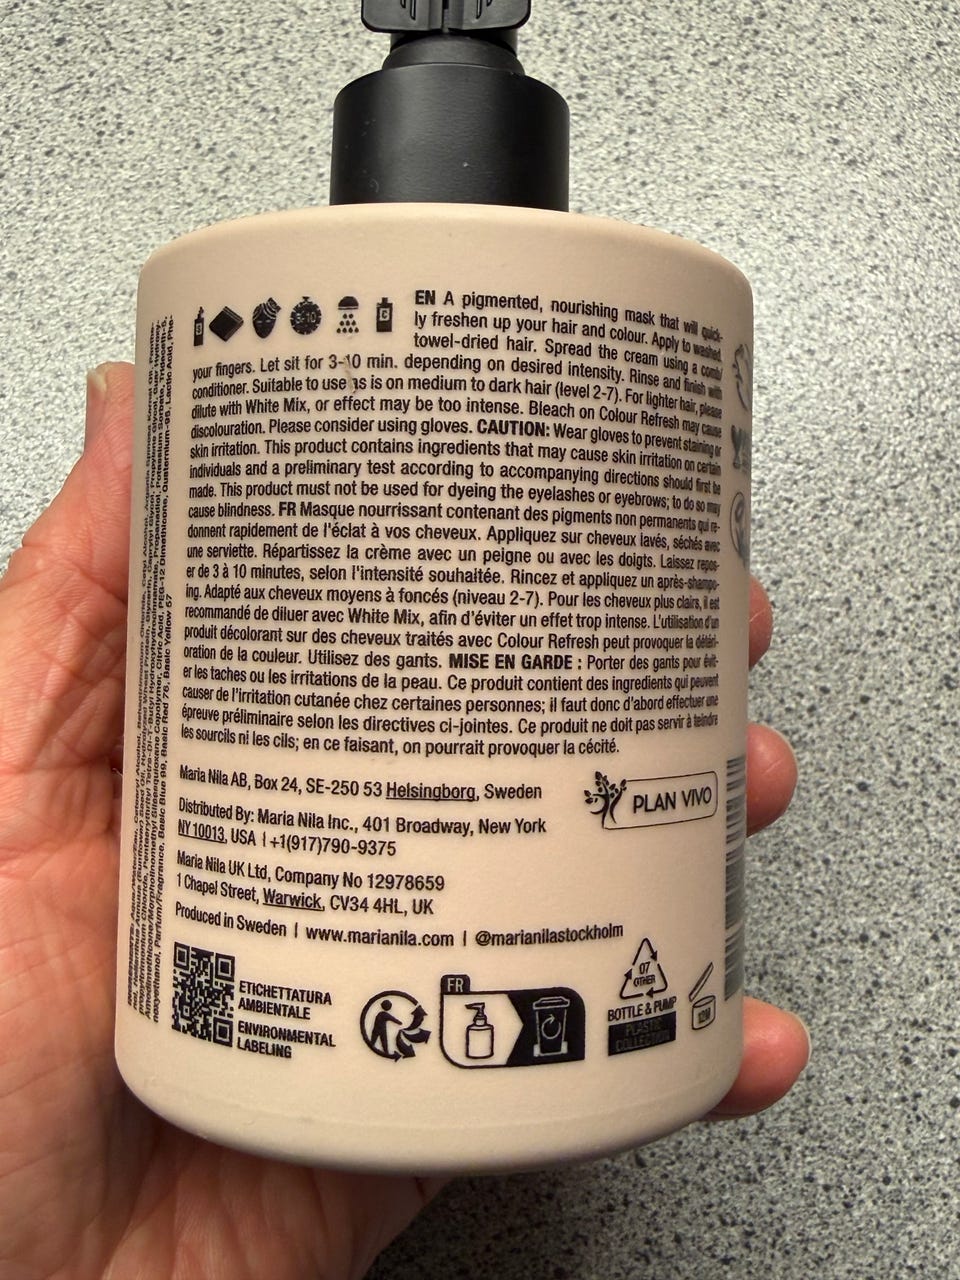 EN A pigmented, nourishing mask that will quick-
ly freshen up your hair and colour. Apply to washed,
towel-dried hair. Spread the cream using a comb/
your fingers. Let sit for 3-10 min. depending on desired intensity. Rinse and finish with
conditioner. Suitable to use as is on medium to dark hair (level 2-7). For lighter hair, please
dilute with White Mix, or effect may be too intense. Bleach on Colour Refresh may cause
discolouration. Please consider using gloves. CAUTION: Wear gloves to prevent staining or
skin irritation. This product contains ingredients that may cause skin irritation on certain
individuals and a preliminary test according to accompanying directions should first be
made. This product must not be used for dyeing the eyelashes or eyebrows; to do so may
cause blindness. FR Masque nourrissant contenant des pigments non permanents qui re-
donnent rapidement de l'éclat à vos cheveux. Appliquez sur cheveux lavés, séchés avec
une serviette. Répartissez la crème avec un peigne ou avec les doigts. Laissez repos-
er de 3 à 10 minutes, selon l'intensité souhaitée. Rincez et appliquez un après-shampo-
ing. Adapté aux cheveux moyens à foncés (niveau 2-7). Pour les cheveux plus clairs, il est
recommandé de diluer avec White Mix, afin d'éviter un effet trop intense. L'utilisation d'un
produit décolorant sur des cheveux traités avec Colour Refresh peut provoquer la détéri-
oration de la couleur. Utilisez des gants. MISE EN GARDE : Porter des gants pour évit-
er les taches ou les irritations de la peau. Ce produit contient des ingredients qui peuvent
causer de l'irritation cutanée chez certaines personnes; il faut donc d'abord effectuer une
épreuve préliminaire selon les directives ci-jointes. Ce produit ne doit pas servir à teindre
les sourcils ni les cils; en ce faisant, on pourrait provoquer la cécité.
Maria Nila AB, Box 24, SE-250 53 Helsingborg, Sweden
PLAN VIVO
Distributed By: Maria Nila Inc., 401 Broadway, New York
NY 10013, USA | +1(917)790-9375
Maria Nila UK Ltd, Company No 12978659
1 Chapel Street, Warwick, CV34 4HL, UK
Produced in Sweden | www.marianila.com | @marianilastockholm
ETICHETTATURA
AMBIENTALE
ENVIRONMENTAL
LABELING
FR
07
OTHER
BOTTLE & PUMP
PLASTIC
COLLECTION
12M
S
3-10
C